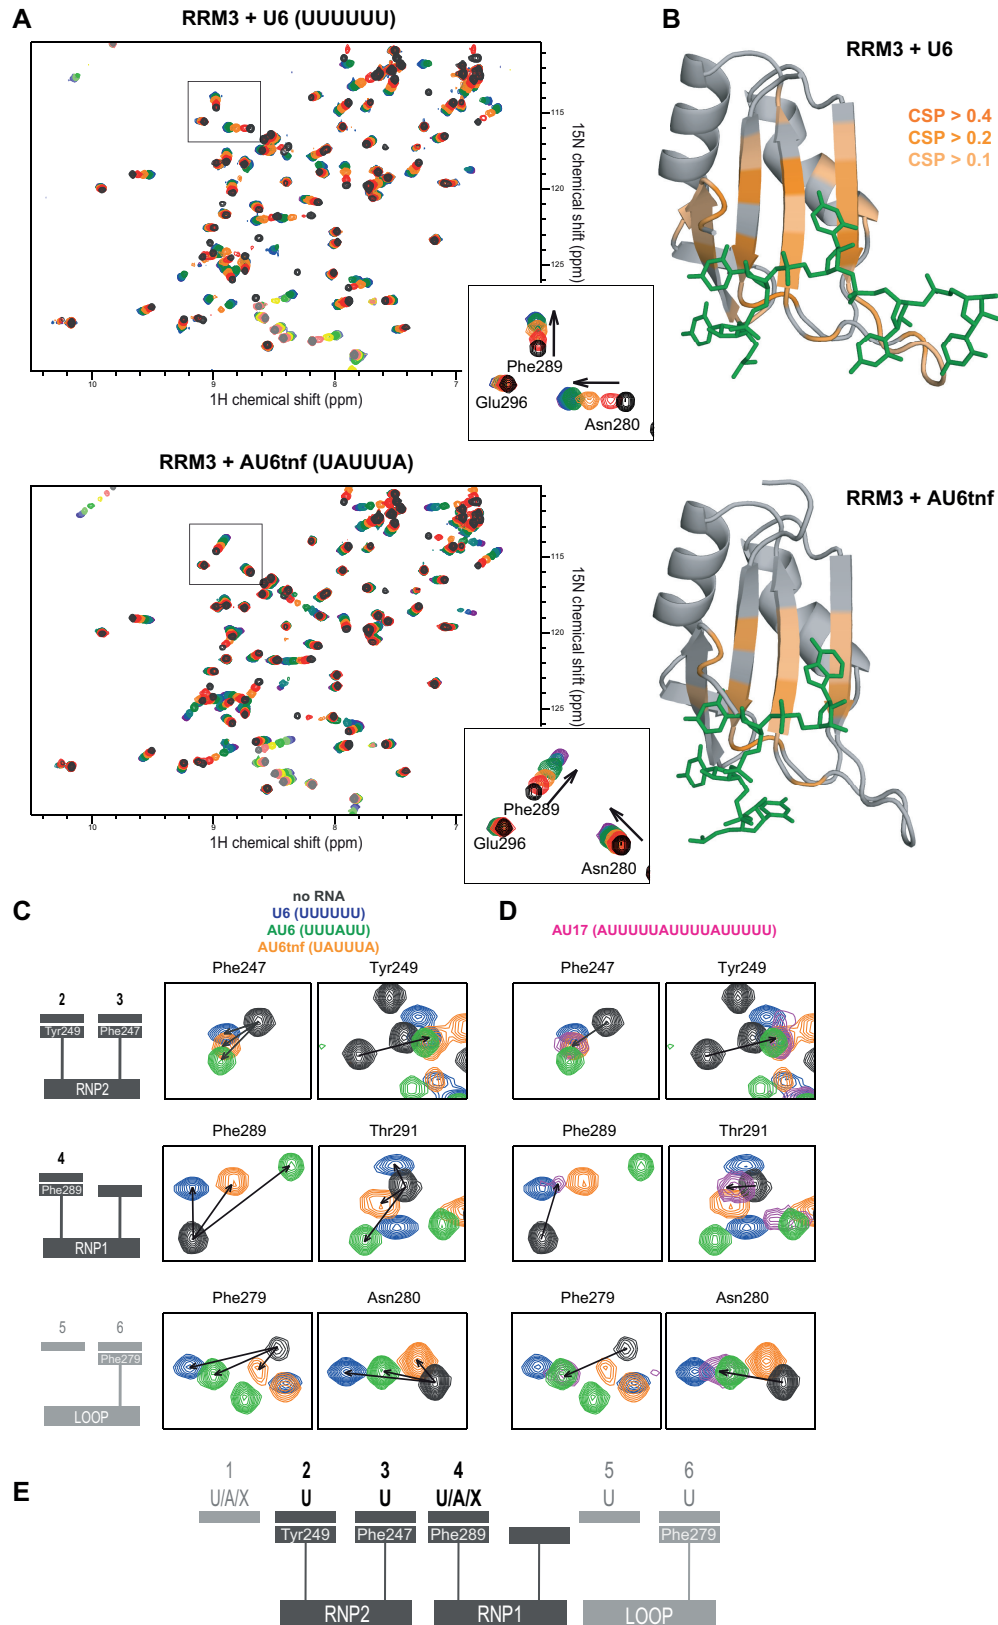 A
RRM3 + U6 (UUUUUU)
115
120
125
15N chemical shift (ppm)
10
9
8
7
1H chemical shift (ppm)
Phe289
Glu296
Asn280
B
RRM3 + U6
CSP > 0.4
CSP > 0.2
CSP > 0.1
RRM3 + AU6tnf (UAUUUA)
115
120
125
15N chemical shift (ppm)
10
9
8
7
1H chemical shift (ppm)
Phe289
Glu296
Asn280
RRM3 + AU6tnf
C
no RNA
U6 (UUUUUU)
AU6 (UUUAUU)
AU6tnf (UAUUUA)
D
AU17 (AUUUUUAUUUUAUUUUU)
Phe247
Tyr249
Phe247
Tyr249
2
3
Tyr249
Phe247
RNP2
Phe289
Thr291
Phe289
Thr291
4
Phe289
RNP1
Phe279
Asn280
Phe279
Asn280
5
6
Phe279
LOOP
E
1
2
3
4
5
6
U/A/X
U
U
U/A/X
U
U
Tyr249
Phe247
Phe289
Phe279
RNP2
RNP1
LOOP